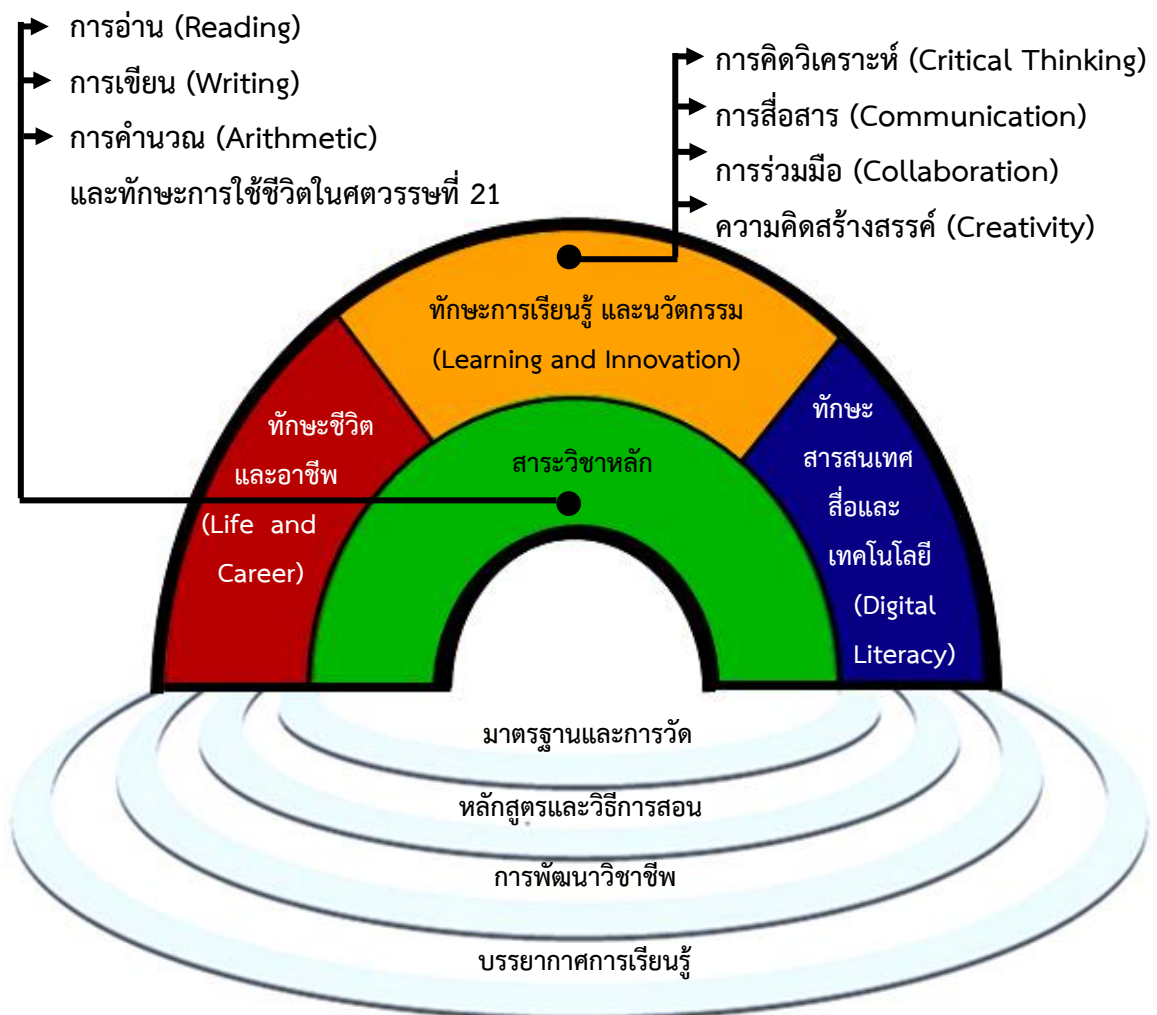 การอ่าน (Reading)
การเขียน (Writing)
การคำนวณ (Arithmetic)
และทักษะการใช้ชีวิตในศตวรรษที่ 21
การคิดวิเคราะห์ (Critical Thinking)
การสื่อสาร (Communication)
การร่วมมือ (Collaboration)
ความคิดสร้างสรรค์ (Creativity)
ทักษะการเรียนรู้ และนวัตกรรม
(Learning and Innovation)
ทักษะชีวิต
และอาชีพ
(Life and
Career)
สาระวิชาหลัก
ทักษะ
สารสนเทศ
สื่อและ
เทคโนโลยี
(Digital
Literacy)
มาตรฐานและการวัด
หลักสูตรและวิธีการสอน
การพัฒนาวิชาชีพ
บรรยากาศการเรียนรู้